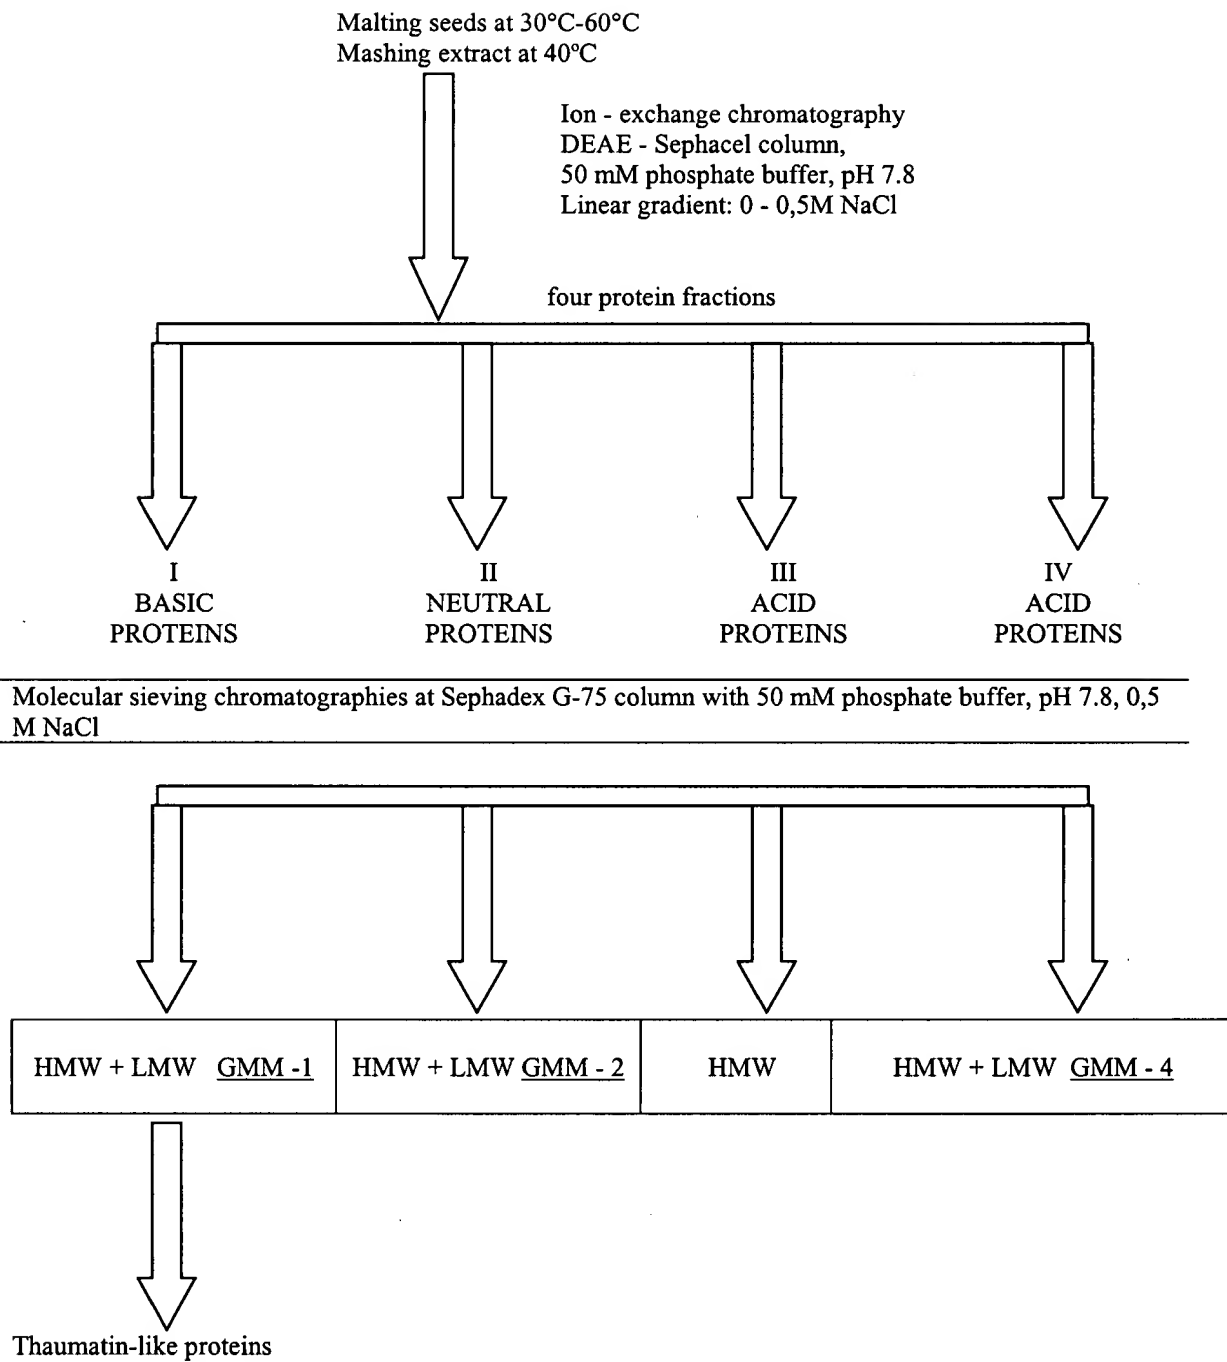 Malting seeds at 30°C-60°C
Mashing extract at 40°C
Ion - exchange chromatography
DEAE - Sephacel column,
50 mM phosphate buffer, pH 7.8
Linear gradient: 0 - 0,5M NaCl
four protein fractions
I
BASIC
PROTEINS
II
NEUTRAL
PROTEINS
III
ACID
PROTEINS
IV
ACID
PROTEINS
Molecular sieving chromatographies at Sephadex G-75 column with 50 mM phosphate buffer, pH 7.8, 0,5
M NaCl
HMW + LMW GMM -1
HMW + LMW GMM - 2
HMW
HMW + LMW GMM - 4
Thaumatin-like proteins